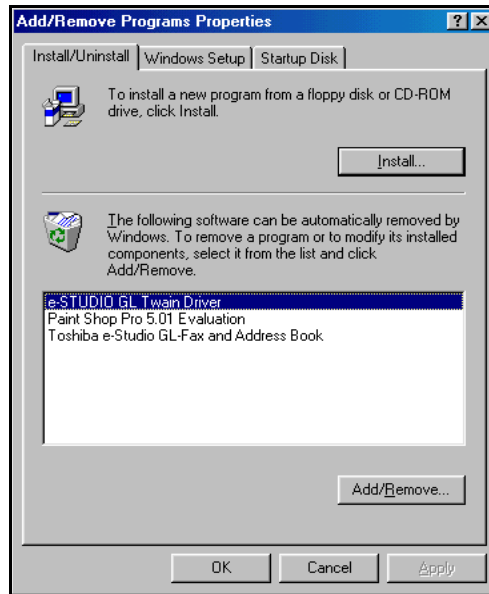 Add/Remove Programs Properties
Install/Uninstall Windows Setup Startup Disk
To install a new program from a floppy disk or CD-ROM
drive, click Install.
Install...
The following software can be automatically removed by
Windows. To remove a program or to modify its installed
components, select it from the list and click
Add/Remove.
e-STUDIO GL Twain Driver
Paint Shop Pro 5.01 Evaluation
Toshiba e-Studio GL-Fax and Address Book
Add/Remove...
OK Cancel Apply